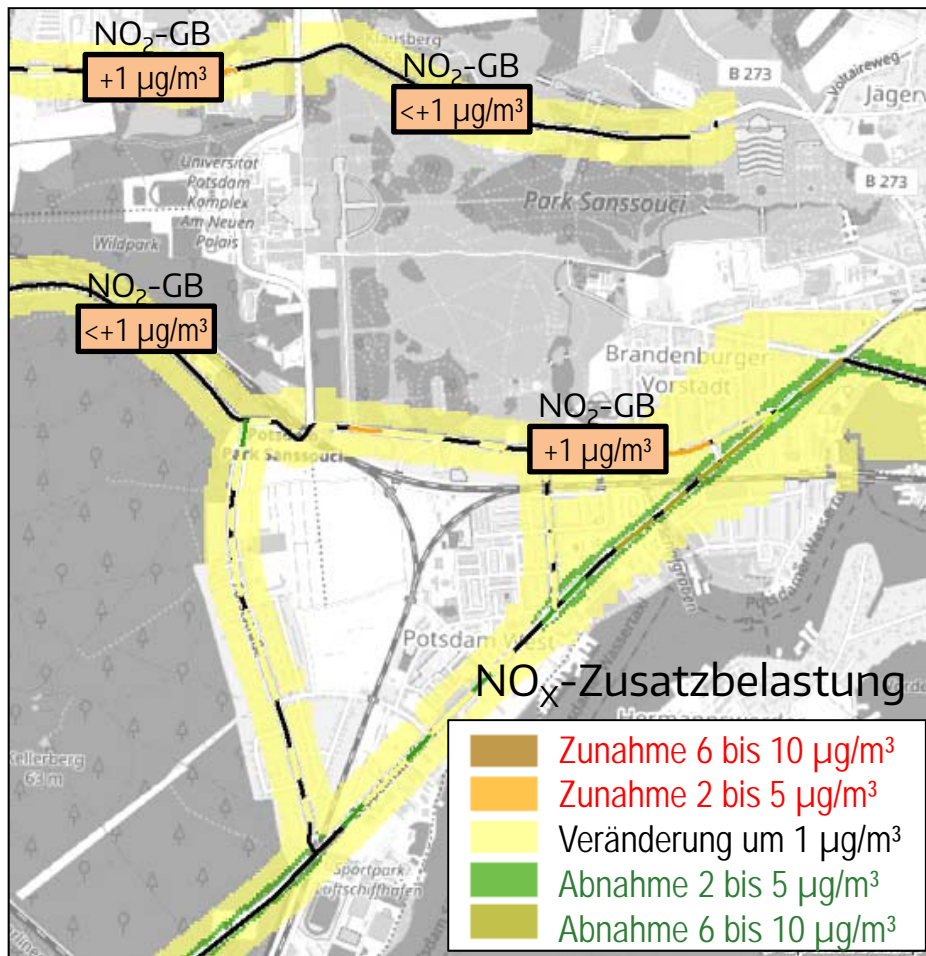 NO₂-GB
+1 µg/m³
Klausberg
NO₂-GB
<+1 µg/m³
B 273
Voltaireweg
Jägerv
Universität
Potsdam
Komplex
Am Neuen
Palais
Park Sanssouci
B 273
Wildpark
NO₂-GB
<+1 µg/m³
Brandenburger
Vorstadt
NO₂-GB
+1 µg/m³
Park Sanssouci
Potsdam West
NOX-Zusatzbelastung
Kellerberg
63 m
Sportpark
Luftschiffhafen
Zunahme 6 bis 10 µg/m³
Zunahme 2 bis 5 µg/m³
Veränderung um 1 µg/m³
Abnahme 2 bis 5 µg/m³
Abnahme 6 bis 10 µg/m³